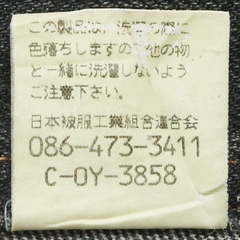 この製品は、洗濯の際に
色落ちしますので他の物
と一緒に洗濯しないよう
ご注意下さい。
日本被服工業組合連合会
086-473-3411
C-OY-3858